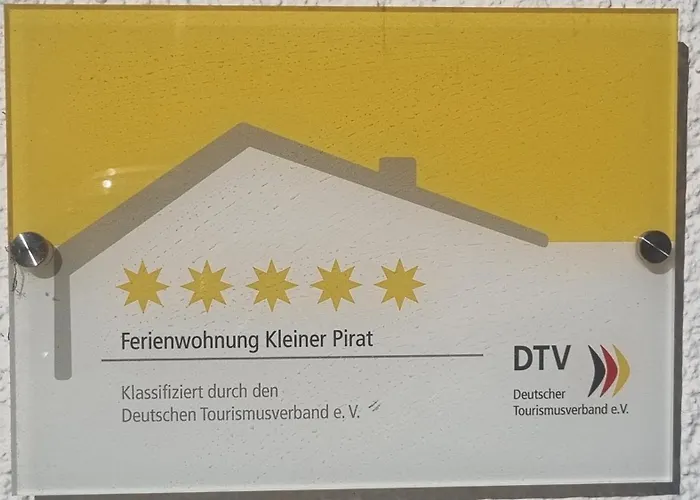 Ferienwohnung Kleiner Pirat
Klassifiziert durch den
Deutschen Tourismusverband e. V.
DTV
Deutscher
Tourismusverband e. V.